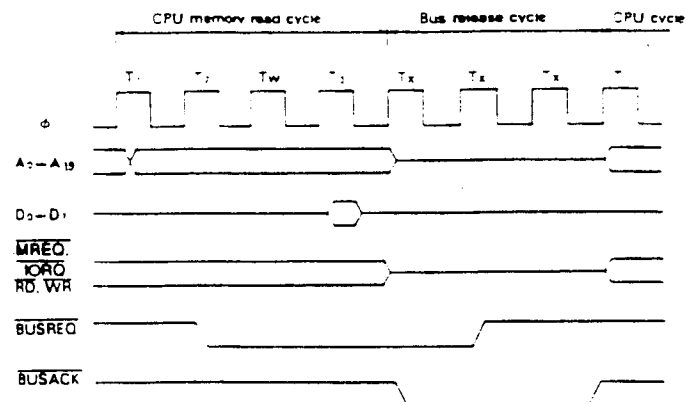 CPU memory read cycle Bus release cycle CPU cycle
T₁ T₂ Tw T₃ Tx Tx Tx T
φ
A₀–A₁₉
D₀–D₇
MREQ.
IORQ
RD. WR
BUSREQ
BUSACK